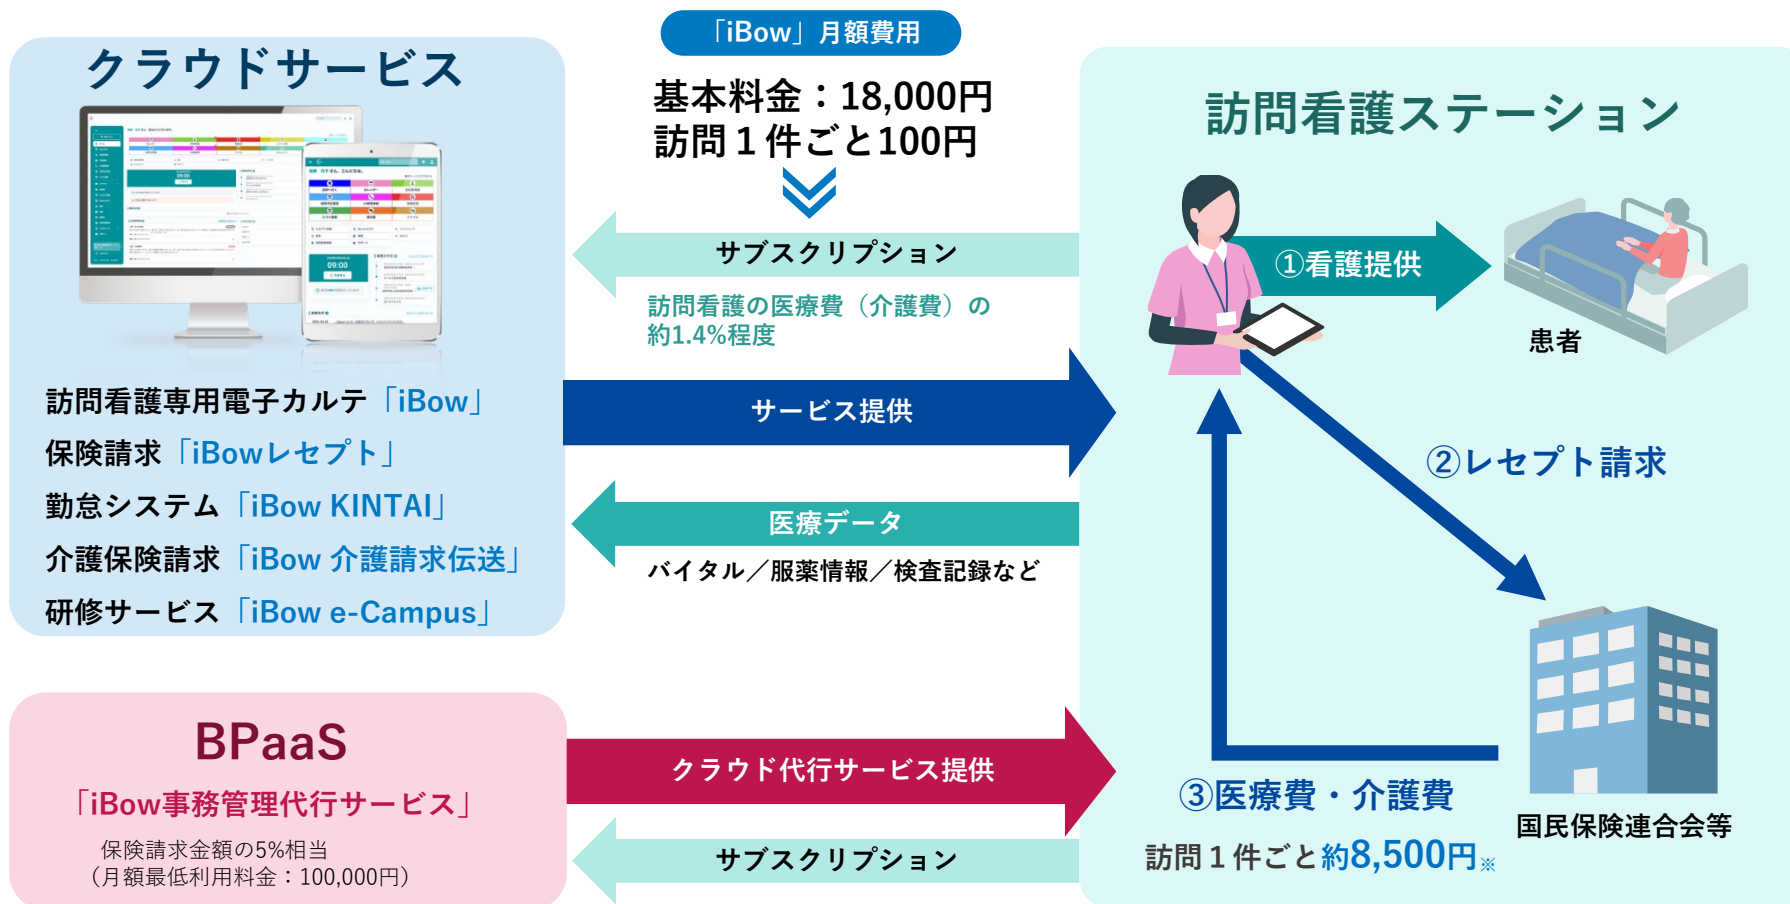 「iBow」月額費用
基本料金：18,000円
訪問１件ごと100円
クラウドサービス
09:00
09:00
訪問看護専用電子カルテ「iBow」
保険請求「iBowレセプト」
勤怠システム「iBow KINTAI」
介護保険請求「iBow 介護請求伝送」
研修サービス「iBow e-Campus」
サブスクリプション
訪問看護の医療費（介護費）の
約1.4%程度
サービス提供
医療データ
バイタル／服薬情報／検査記録など
訪問看護ステーション
①看護提供
患者
②レセプト請求
国民保険連合会等
③医療費・介護費
訪問１件ごと約8,500円※
BPaaS
「iBow事務管理代行サービス」
保険請求金額の5%相当
（月額最低利用料金：100,000円）
クラウド代行サービス提供
サブスクリプション